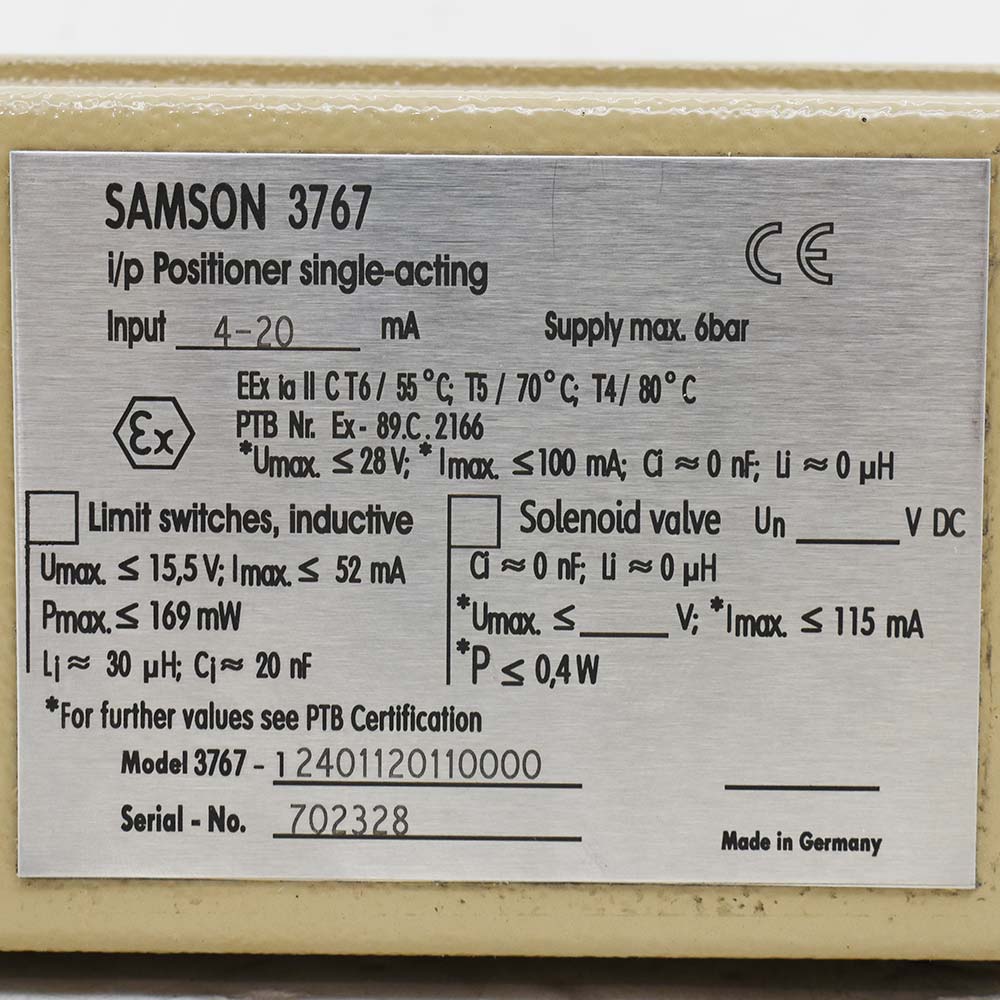 SAMSON 3767
CE
i/p Positioner single-acting
Input 4-20 mA Supply max. 6bar
EEx ia II C T6 / 55°C; T5 / 70°C; T4 / 80°C
Ex
PTB Nr. Ex - 89.C.2166
*Umax. ≤ 28 V; *Imax. ≤ 100 mA; Ci ≈ 0 nF; Li ≈ 0 µH
Limit switches, inductive
Umax. ≤ 15,5 V; Imax. ≤ 52 mA
Pmax. ≤ 169 mW
Li ≈ 30 µH; Ci ≈ 20 nF
Solenoid valve Un ____ V DC
Ci ≈ 0 nF; Li ≈ 0 µH
*Umax. ≤ ____ V; *Imax. ≤ 115 mA
*P ≤ 0,4 W
*For further values see PTB Certification
Model 3767 - 12401120110000
Serial - No. 702328
Made in Germany